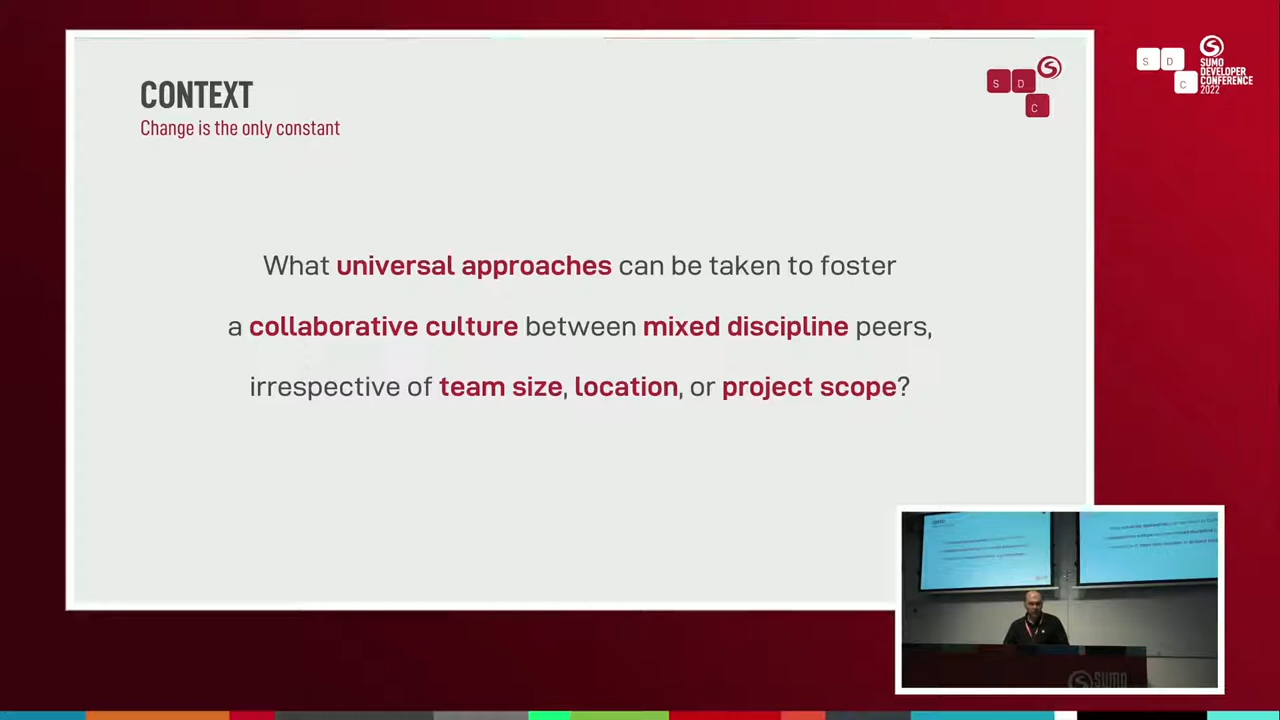 CONTEXT
Change is the only constant
S D
C
What universal approaches can be taken to foster
a collaborative culture between mixed discipline peers,
irrespective of team size, location, or project scope?
S D
C
SUMO
DEVELOPER
CONFERENCE
2022
SUMO